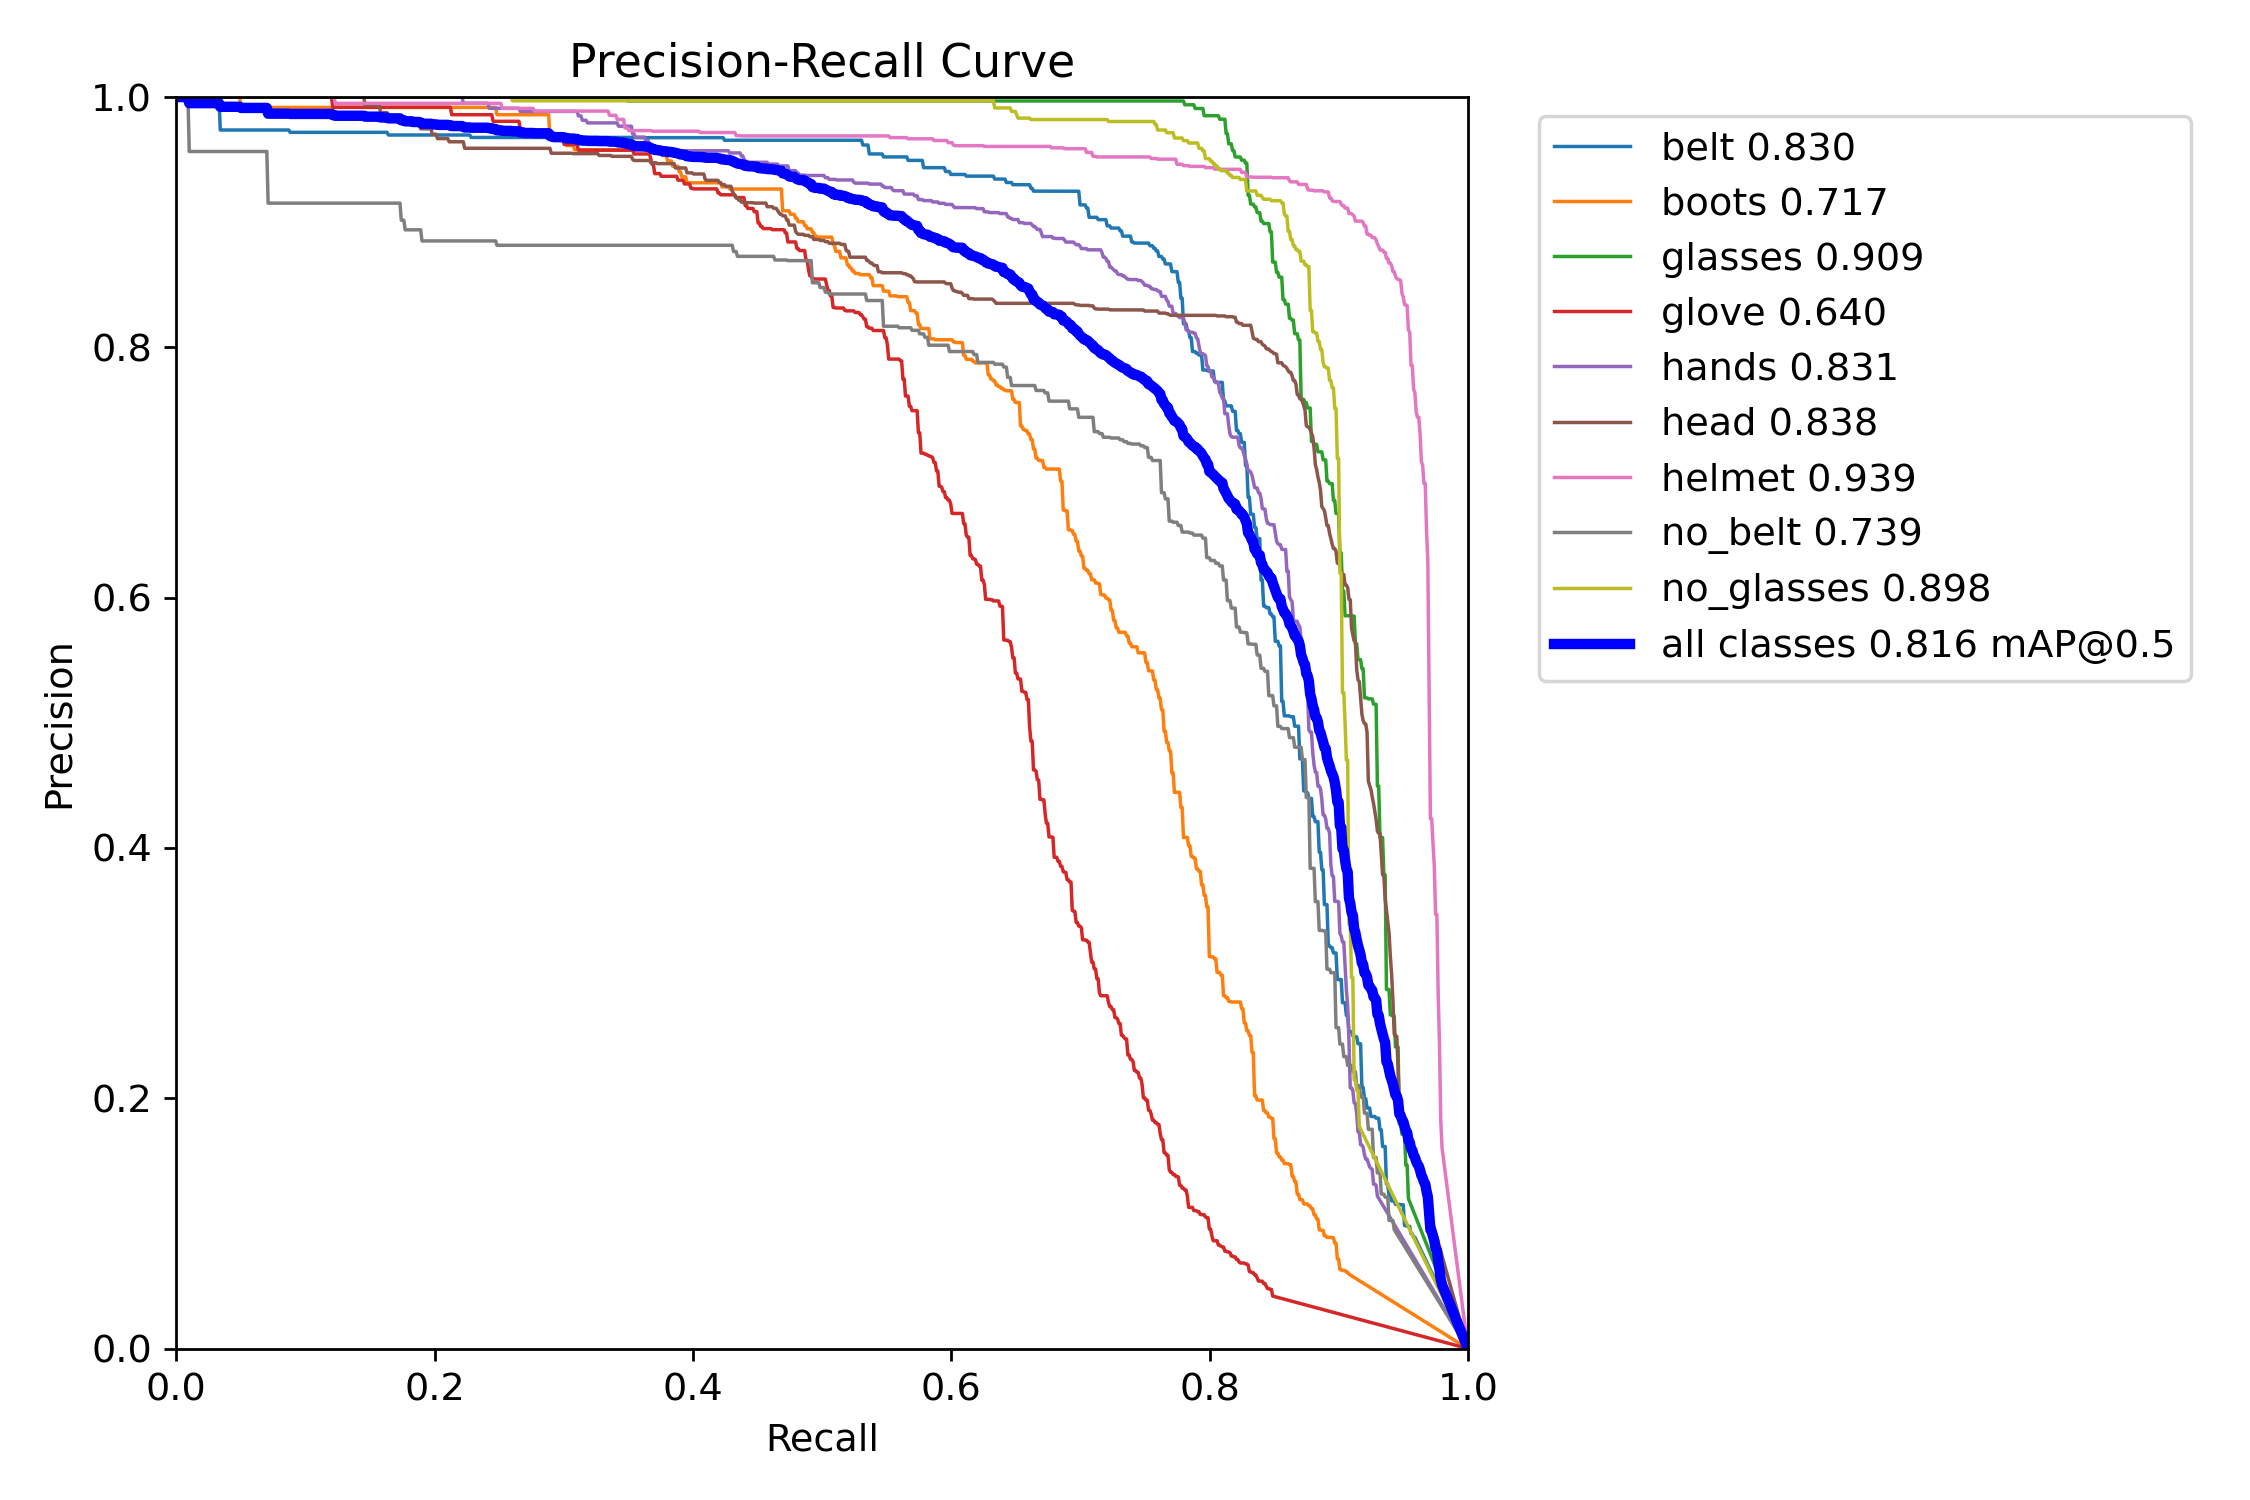 Precision-Recall Curve
1.0
0.8
0.6
0.4
0.2
0.0
Precision
0.0 0.2 0.4 0.6 0.8 1.0
Recall
belt 0.830
boots 0.717
glasses 0.909
glove 0.640
hands 0.831
head 0.838
helmet 0.939
no_belt 0.739
no_glasses 0.898
all classes 0.816 mAP@0.5